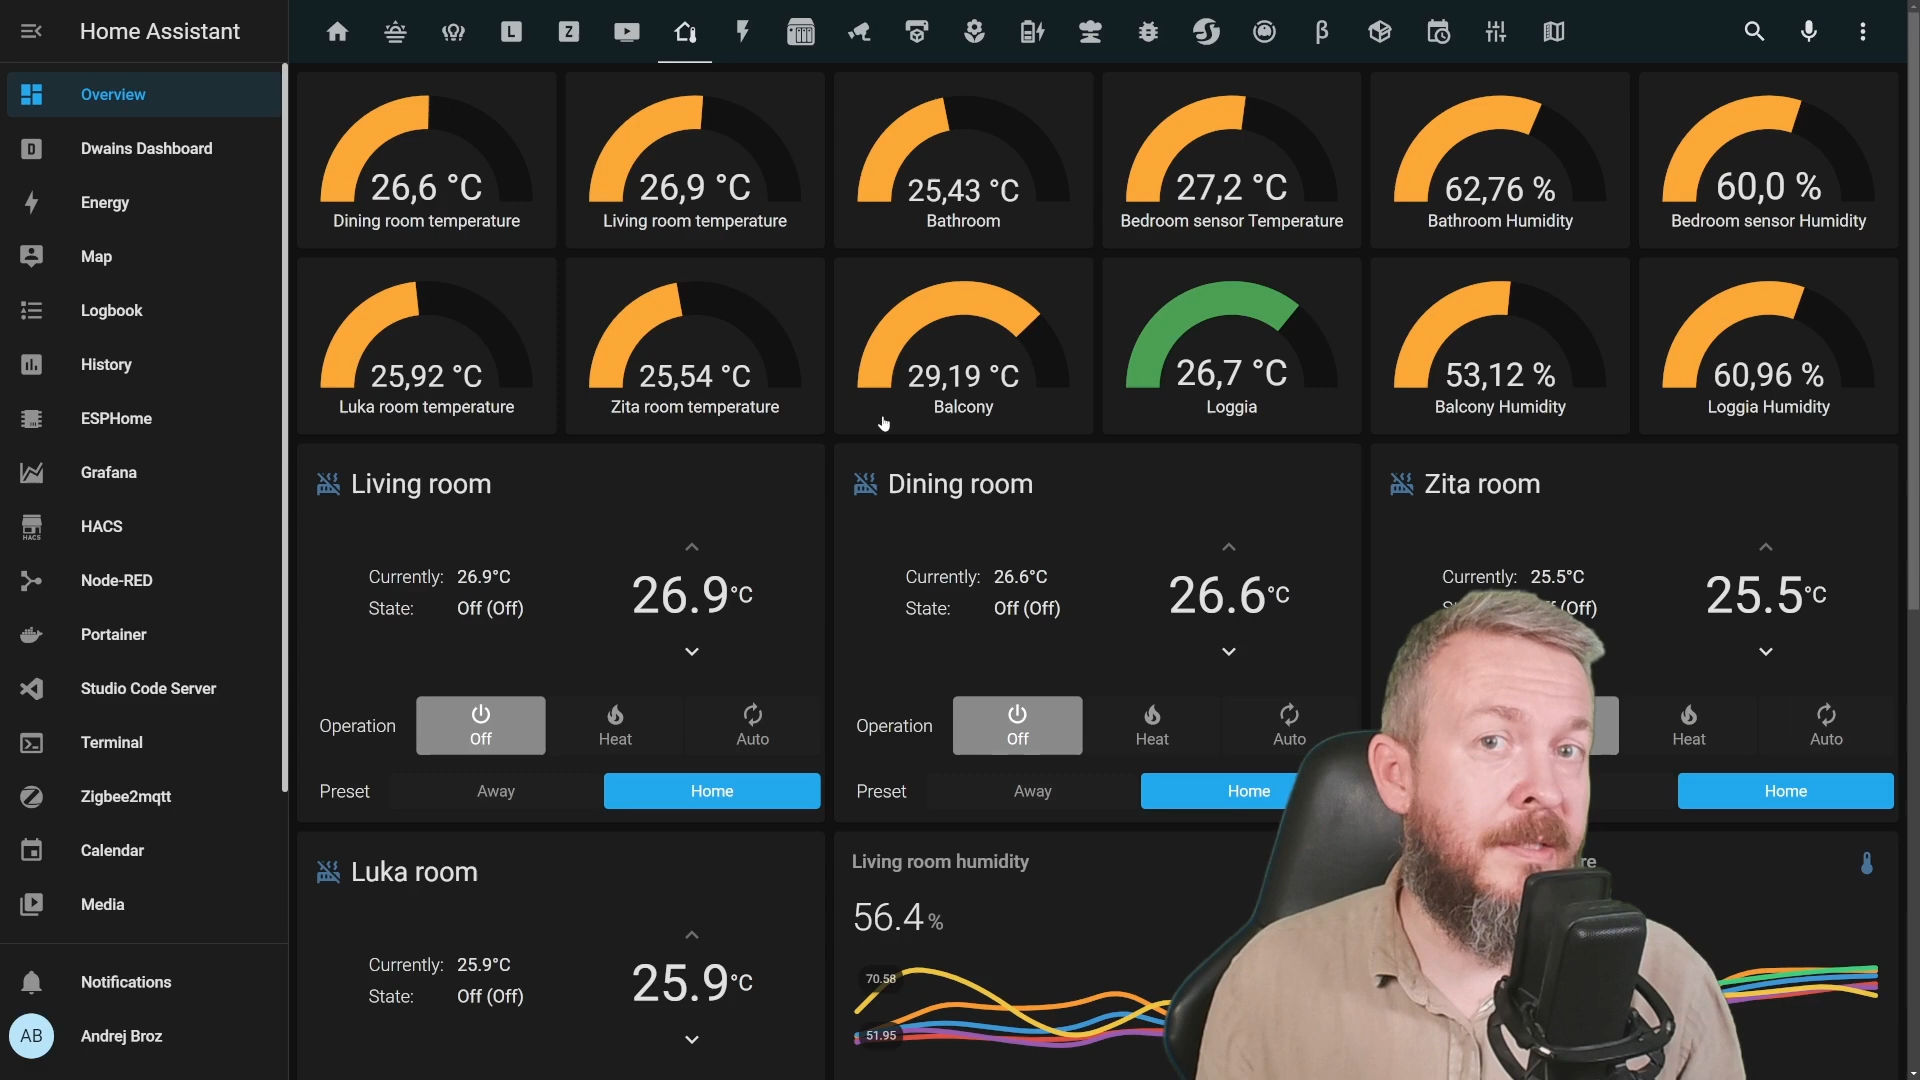 Home Assistant
L
Z
β
Overview
D
Dwains Dashboard
Energy
Map
Logbook
History
ESPHome
Grafana
HACS
HACS
Node-RED
Portainer
Studio Code Server
Terminal
Zigbee2mqtt
Calendar
Media
Notifications
AB
Andrej Broz
26,6 °C
Dining room temperature
26,9 °C
Living room temperature
25,43 °C
Bathroom
27,2 °C
Bedroom sensor Temperature
62,76 %
Bathroom Humidity
60,0 %
Bedroom sensor Humidity
25,92 °C
Luka room temperature
25,54 °C
Zita room temperature
29,19 °C
Balcony
26,7 °C
Loggia
53,12 %
Balcony Humidity
60,96 %
Loggia Humidity
Living room
Currently: 26.9°C
State: Off (Off)
26.9°C
Operation Off Heat Auto
Preset Away Home
Dining room
Currently: 26.6°C
State: Off (Off)
26.6°C
Operation Off Heat Auto
Preset Away Home
Zita room
Currently: 25.5°C
(Off)
25.5°C
Heat Auto
Home
Luka room
Currently: 25.9°C
State: Off (Off)
25.9°C
Living room humidity
56.4%
70.58
51.95
re